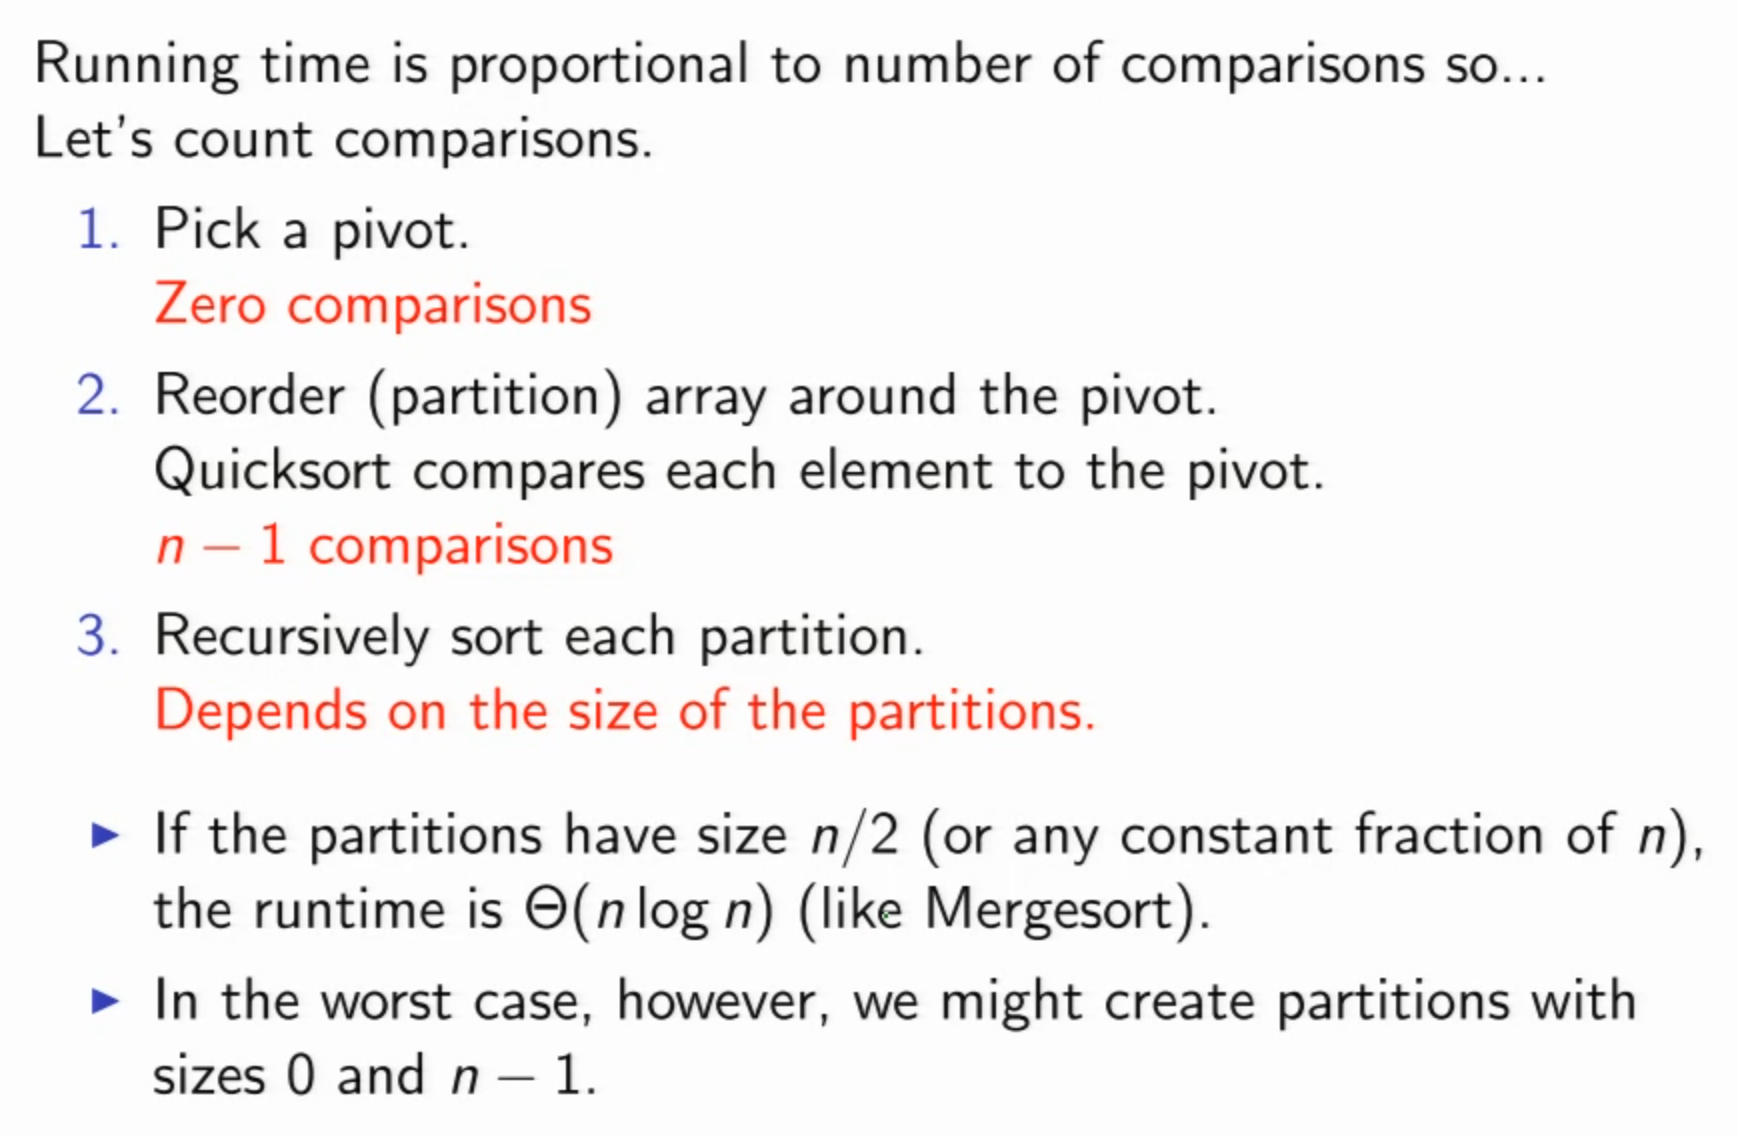 Running time is proportional to number of comparisons so...
Let's count comparisons.
1. Pick a pivot.
Zero comparisons
2. Reorder (partition) array around the pivot.
Quicksort compares each element to the pivot.
n − 1 comparisons
3. Recursively sort each partition.
Depends on the size of the partitions.
▶ If the partitions have size n/2 (or any constant fraction of n),
the runtime is Θ(n log n) (like Mergesort).
▶ In the worst case, however, we might create partitions with
sizes 0 and n − 1.